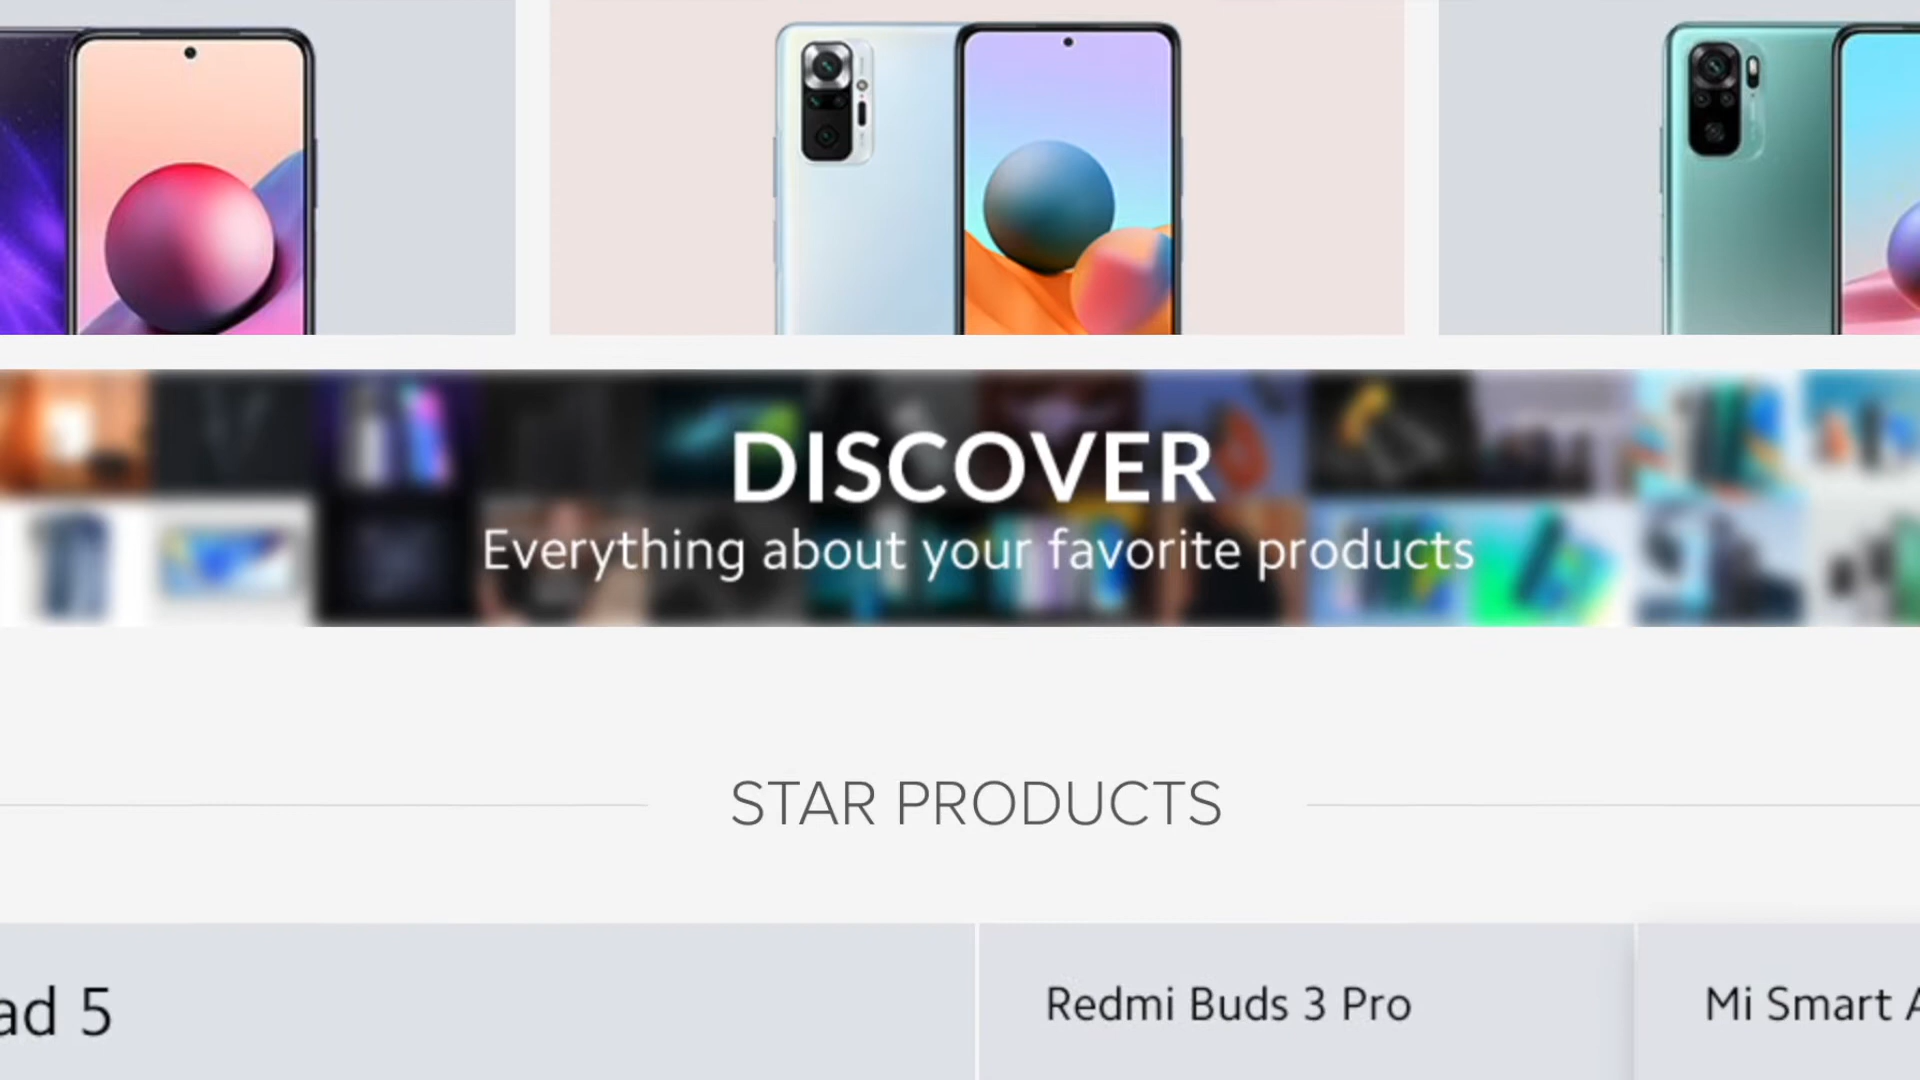 DISCOVER
Everything about your favorite products
STAR PRODUCTS
ad 5
Redmi Buds 3 Pro
Mi Smart A